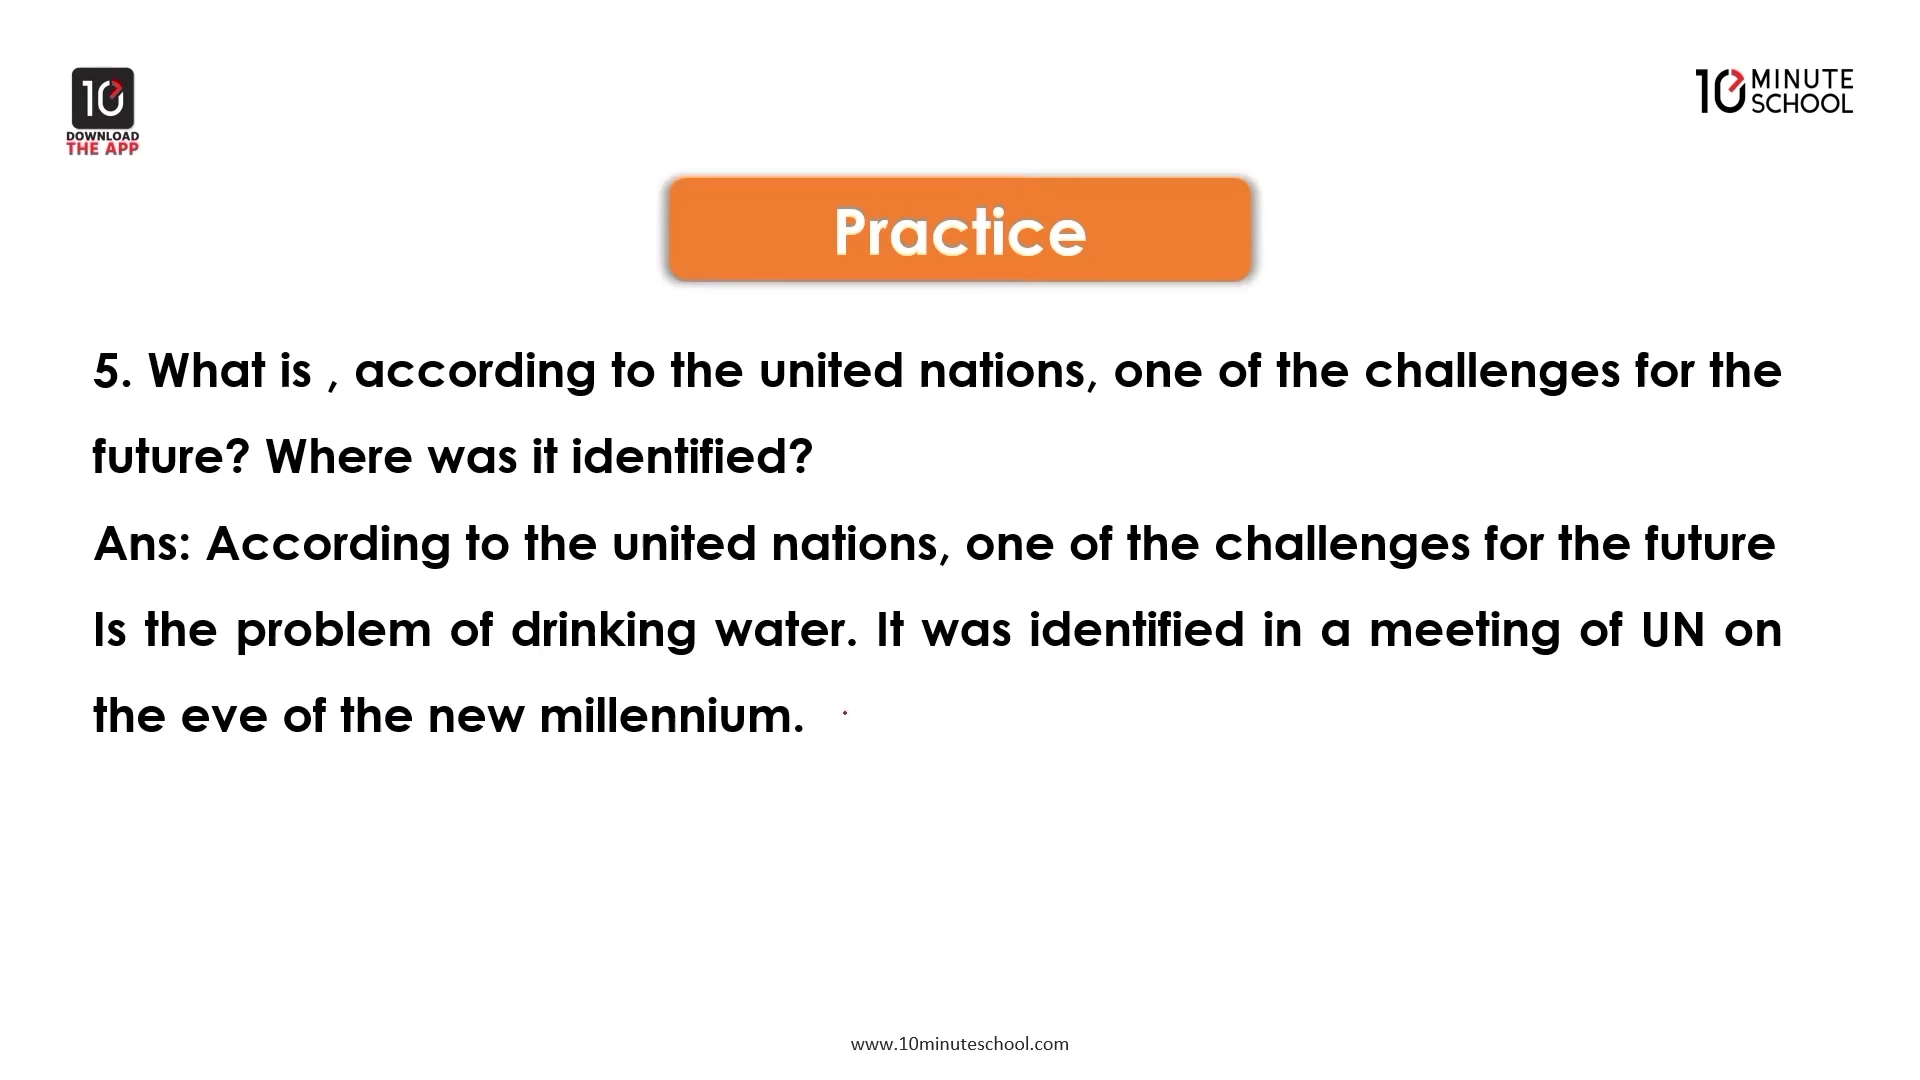 10
DOWNLOAD
THE APP
10 MINUTE
SCHOOL
Practice
5. What is , according to the united nations, one of the challenges for the
future? Where was it identified?
Ans: According to the united nations, one of the challenges for the future
Is the problem of drinking water. It was identified in a meeting of UN on
the eve of the new millennium.
www.10minuteschool.com